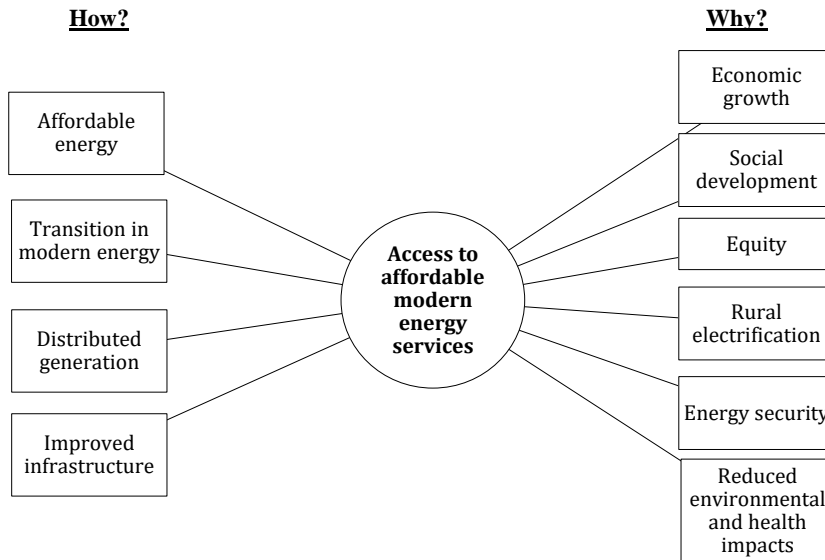 How?
Why?
Affordable
energy
Transition in
modern energy
Distributed
generation
Improved
infrastructure
Access to
affordable
modern
energy
services
Economic
growth
Social
development
Equity
Rural
electrification
Energy security
Reduced
environmental
and health
impacts